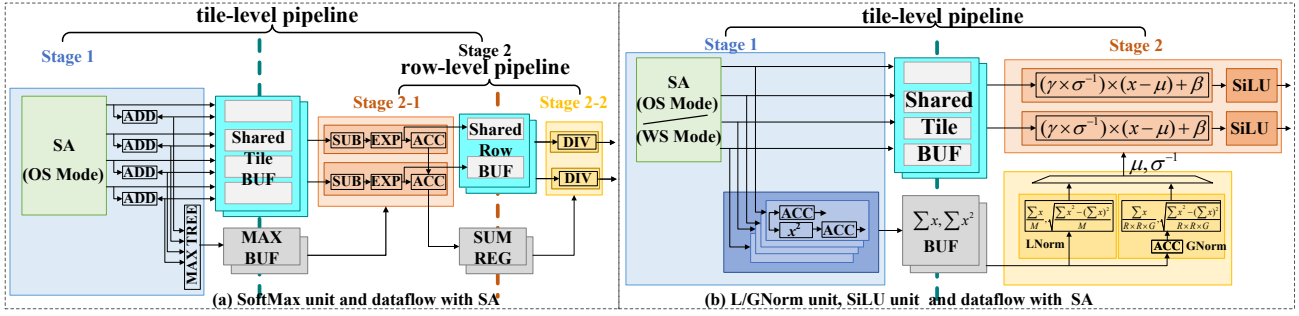 tile-level pipeline
Stage 1
Stage 2
row-level pipeline
Stage 2-1
Stage 2-2
SA
(OS Mode)
ADD
ADD
ADD
ADD
MAX TREE
Shared
Tile
BUF
MAX
BUF
SUB
EXP
ACC
SUB
EXP
ACC
Shared
Row
BUF
SUM
REG
DIV
DIV
(a) SoftMax unit and dataflow with SA
tile-level pipeline
Stage 1
Stage 2
SA
(OS Mode)
(WS Mode)
Shared
Tile
BUF
(γ×σ⁻¹)×(x−μ)+β
SiLU
(γ×σ⁻¹)×(x−μ)+β
SiLU
μ,σ⁻¹
ACC
x²
ACC
∑x,∑x²
BUF
∑x/M,√(∑x²−(∑x)²/M)
LNorm
∑x/(R×R×G),√(∑x²−(∑x)²/(R×R×G))
ACC
GNorm
(b) L/GNorm unit, SiLU unit and dataflow with SA